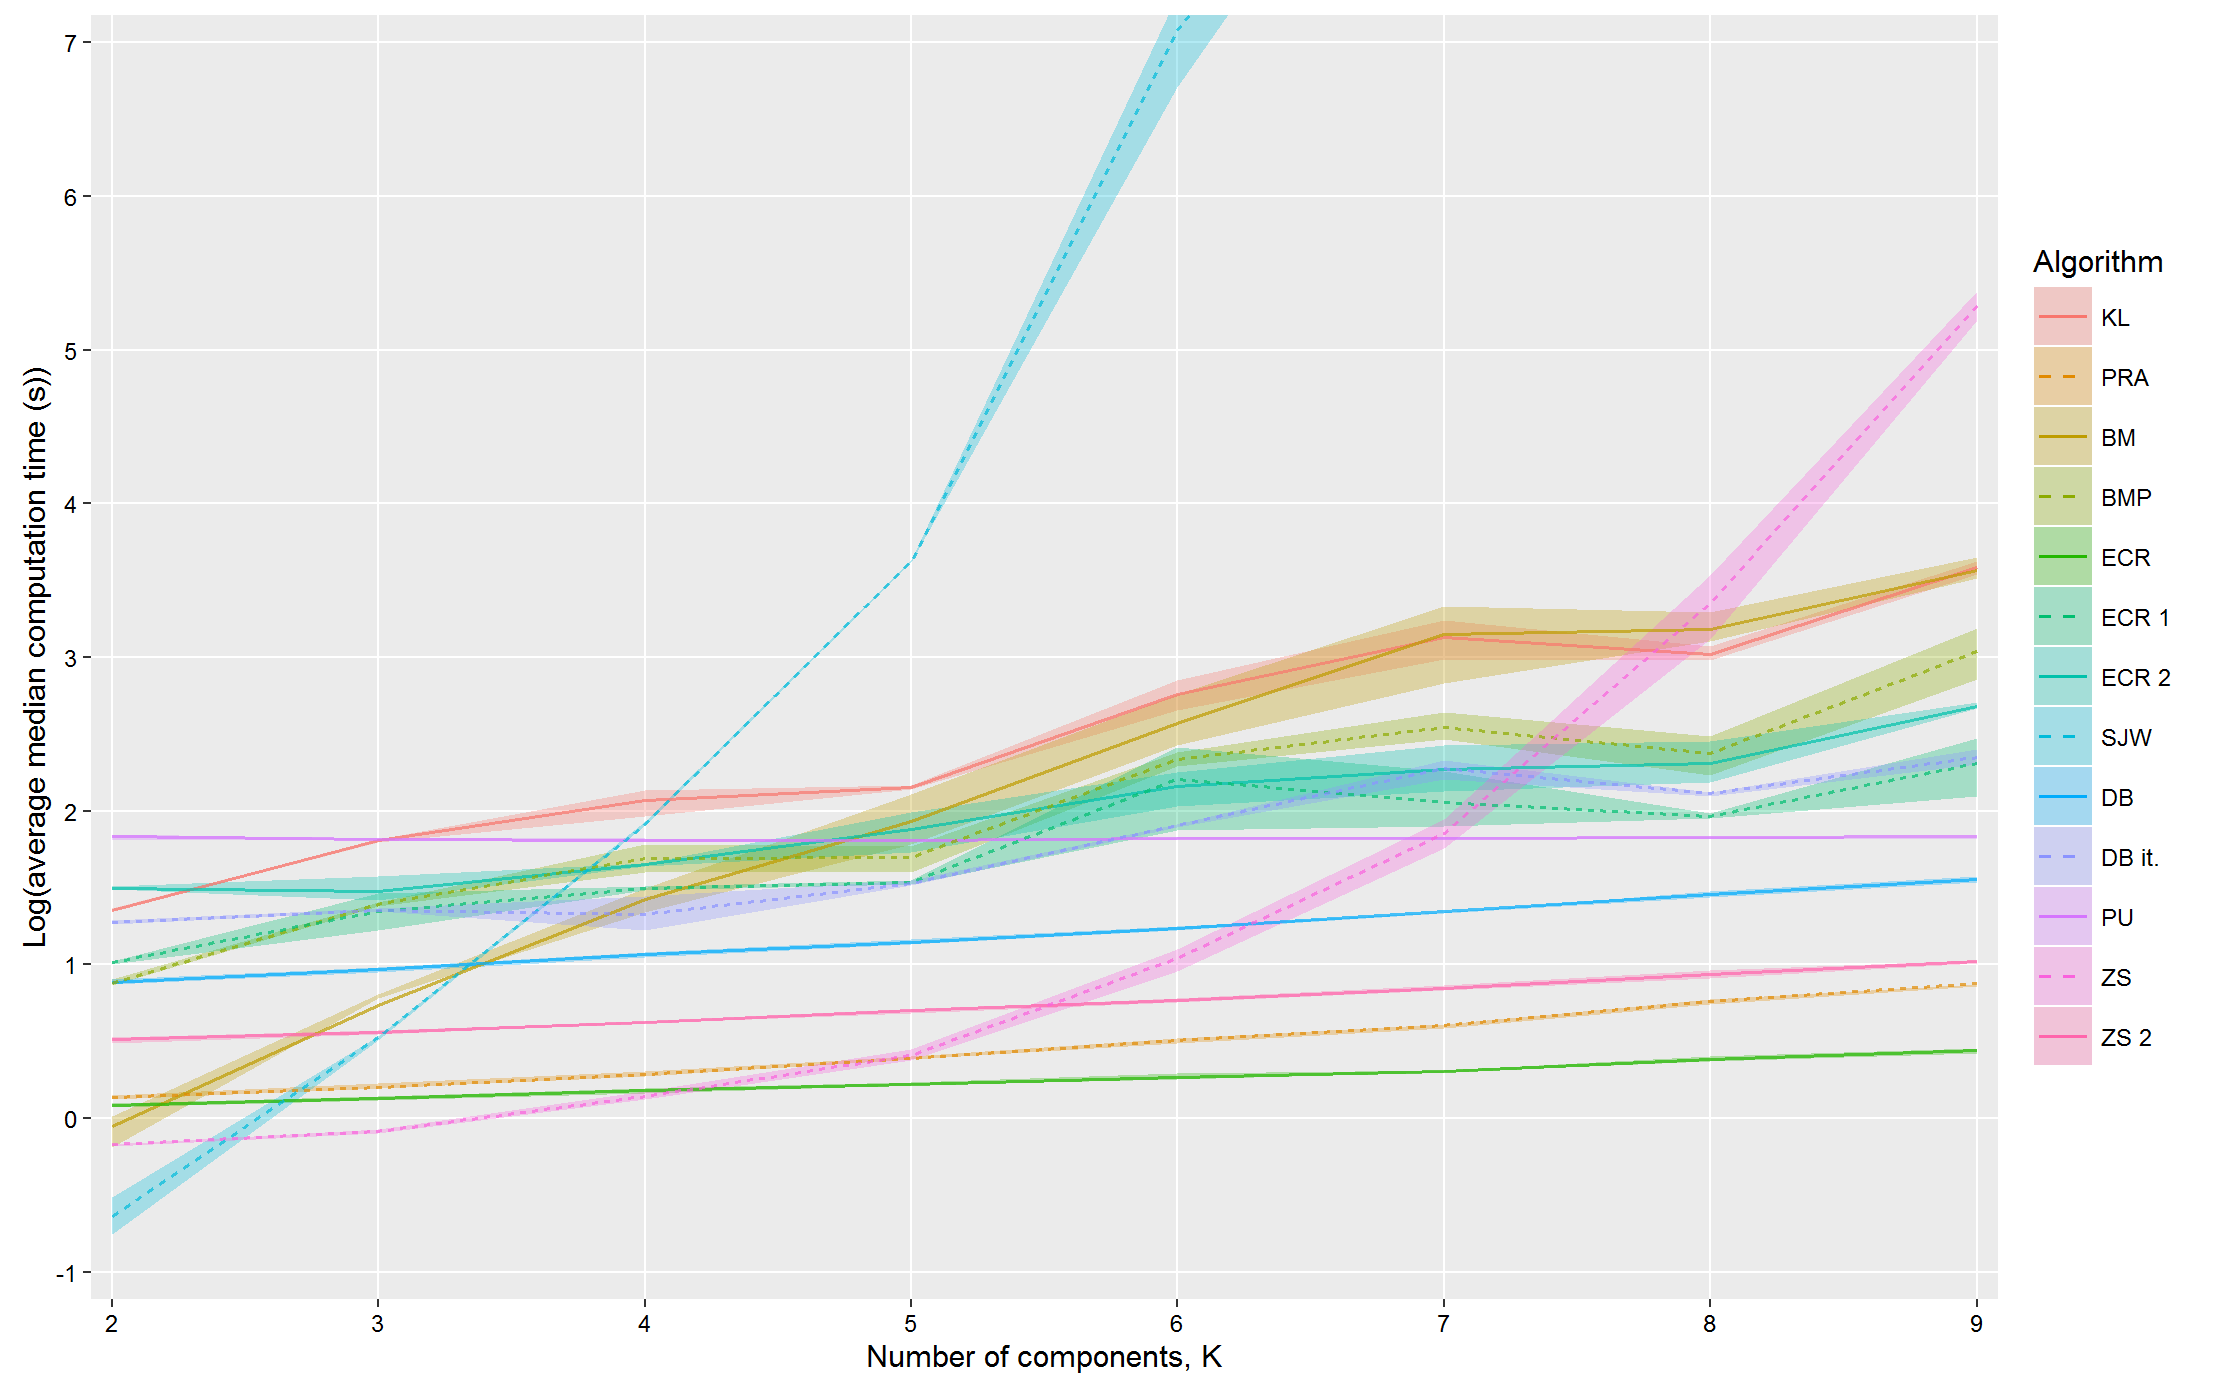 Log(average median computation time (s))
7
6
5
4
3
2
1
0
-1
2 3 4 5 6 7 8 9
Number of components, K
Algorithm
KL
PRA
BM
BMP
ECR
ECR 1
ECR 2
SJW
DB
DB it.
PU
ZS
ZS 2